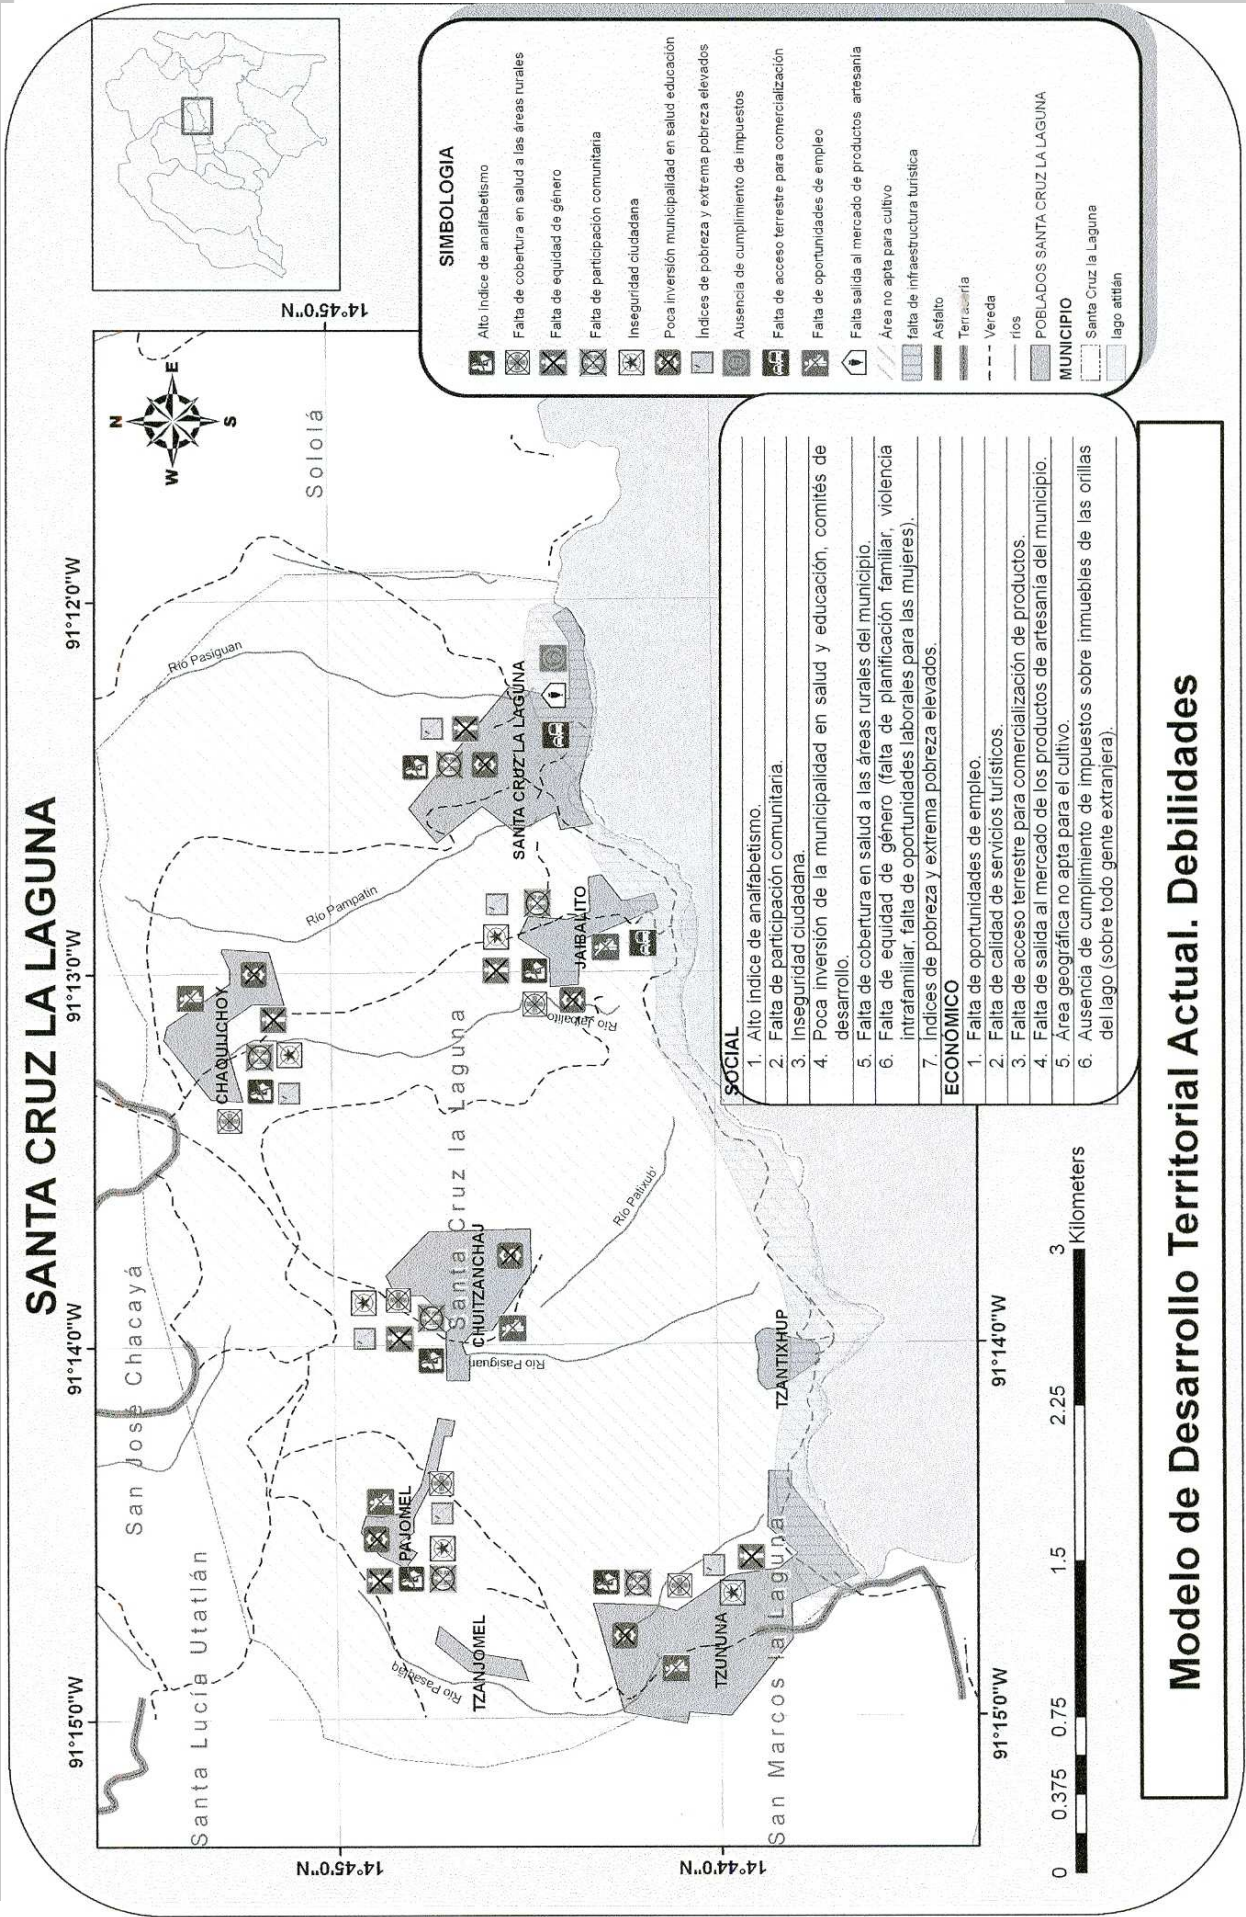 SANTA CRUZ LA LAGUNA
91°15'0"W
91°14'0"W
91°13'0"W
91°12'0"W
14°45'0"N
14°44'0"N
14°45'0"N
91°15'0"W
91°14'0"W
N
E
S
W
Santa Lucía Utatlán
San José Chacayá
Sololá
Santa Cruz la Laguna
San Marcos la Laguna
Río Pasiguan
Río Pampatin
Río Jaibalito
Río Patixub'
Río Pasiguan
CHAQUIJCHOY
SANTA CRUZ LA LAGUNA
JAIBALITO
CHUITZANCHAJ
PAJOMEL
TZANJOMEL
TZUNUNA
TZANTIXHUP
SIMBOLOGIA
Alto índice de analfabetismo
Falta de cobertura en salud a las áreas rurales
Falta de equidad de género
Falta de participación comunitaria
Inseguridad ciudadana
Poca inversión municipalidad en salud educación
Indices de pobreza y extrema pobreza elevados
Ausencia de cumplimiento de impuestos
Falta de acceso terrestre para comercialización
Falta de oportunidades de empleo
Falta salida al mercado de productos artesanía
Área no apta para cultivo
falta de infraestructura turística
Asfalto
Terracería
Vereda
rios
POBLADOS SANTA CRUZ LA LAGUNA
MUNICIPIO
Santa Cruz la Laguna
lago atitlán
SOCIAL
1. Alto índice de analfabetismo.
2. Falta de participación comunitaria.
3. Inseguridad ciudadana.
4. Poca inversión de la municipalidad en salud y educación, comités de
desarrollo.
5. Falta de cobertura en salud a las áreas rurales del municipio.
6. Falta de equidad de género (falta de planificación familiar, violencia
intrafamiliar, falta de oportunidades laborales para las mujeres).
7. Índices de pobreza y extrema pobreza elevados.
ECONÓMICO
1. Falta de oportunidades de empleo.
2. Falta de calidad de servicios turísticos.
3. Falta de acceso terrestre para comercialización de productos.
4. Falta de salida al mercado de los productos de artesanía del municipio.
5. Área geográfica no apta para el cultivo.
6. Ausencia de cumplimiento de impuestos sobre inmuebles de las orillas
del lago (sobre todo gente extranjera).
0 0.375 0.75 1.5 2.25 3
Kilometers
Modelo de Desarrollo Territorial Actual. Debilidades